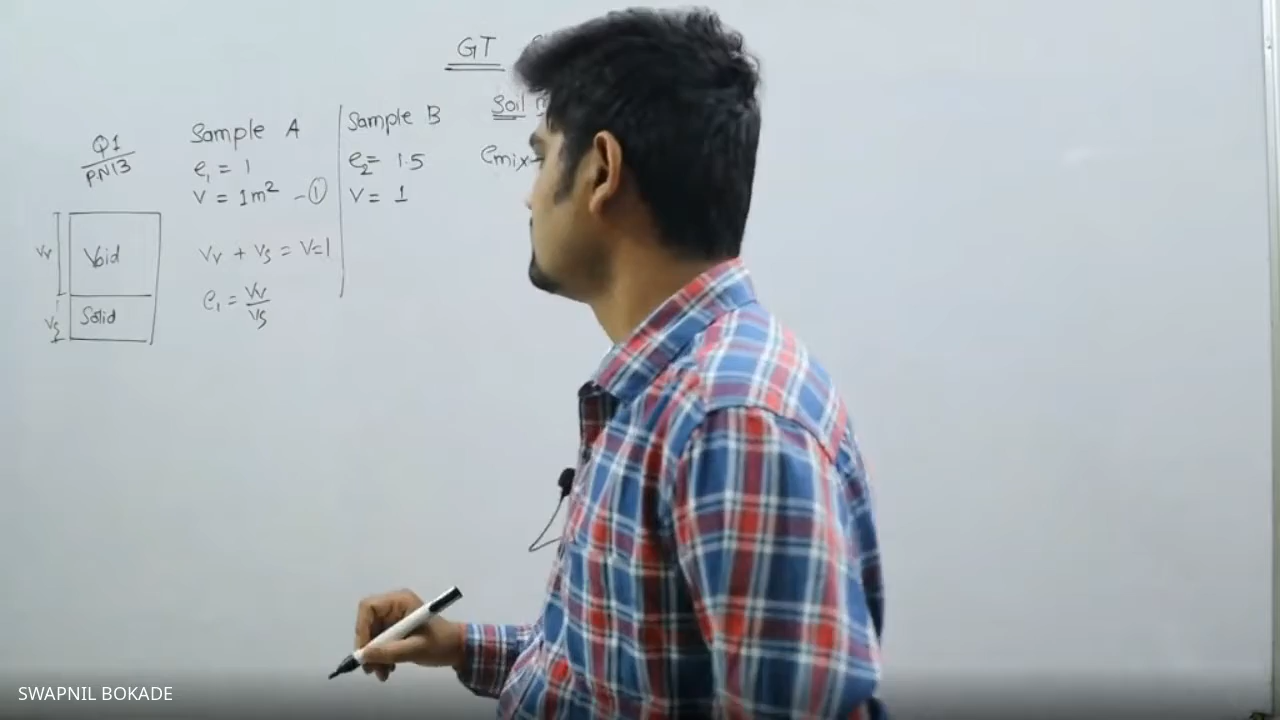 GT
Q1
PN13
Sample A
e₁ = 1
V = 1m² - ①
Vv + Vs = V=1
e₁ = Vv
Vs
Sample B
e₂ = 1.5
V = 1
Soil
emix
Vv
Void
Vs
Solid
SWAPNIL BOKADE